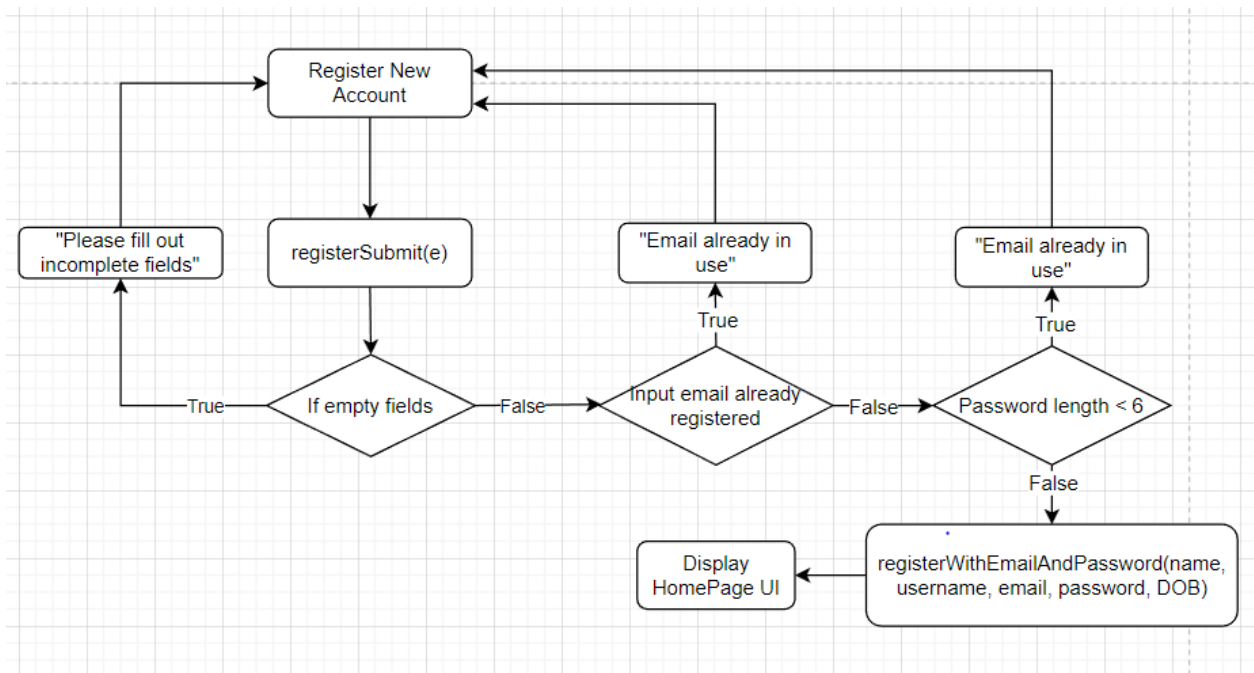 Register New
Account
"Please fill out
incomplete fields"
registerSubmit(e)
"Email already in
use"
"Email already in
use"
True
True
True
If empty fields
False
Input email already
registered
False
Password length < 6
False
registerWithEmailAndPassword(name,
username, email, password, DOB)
Display
HomePage UI